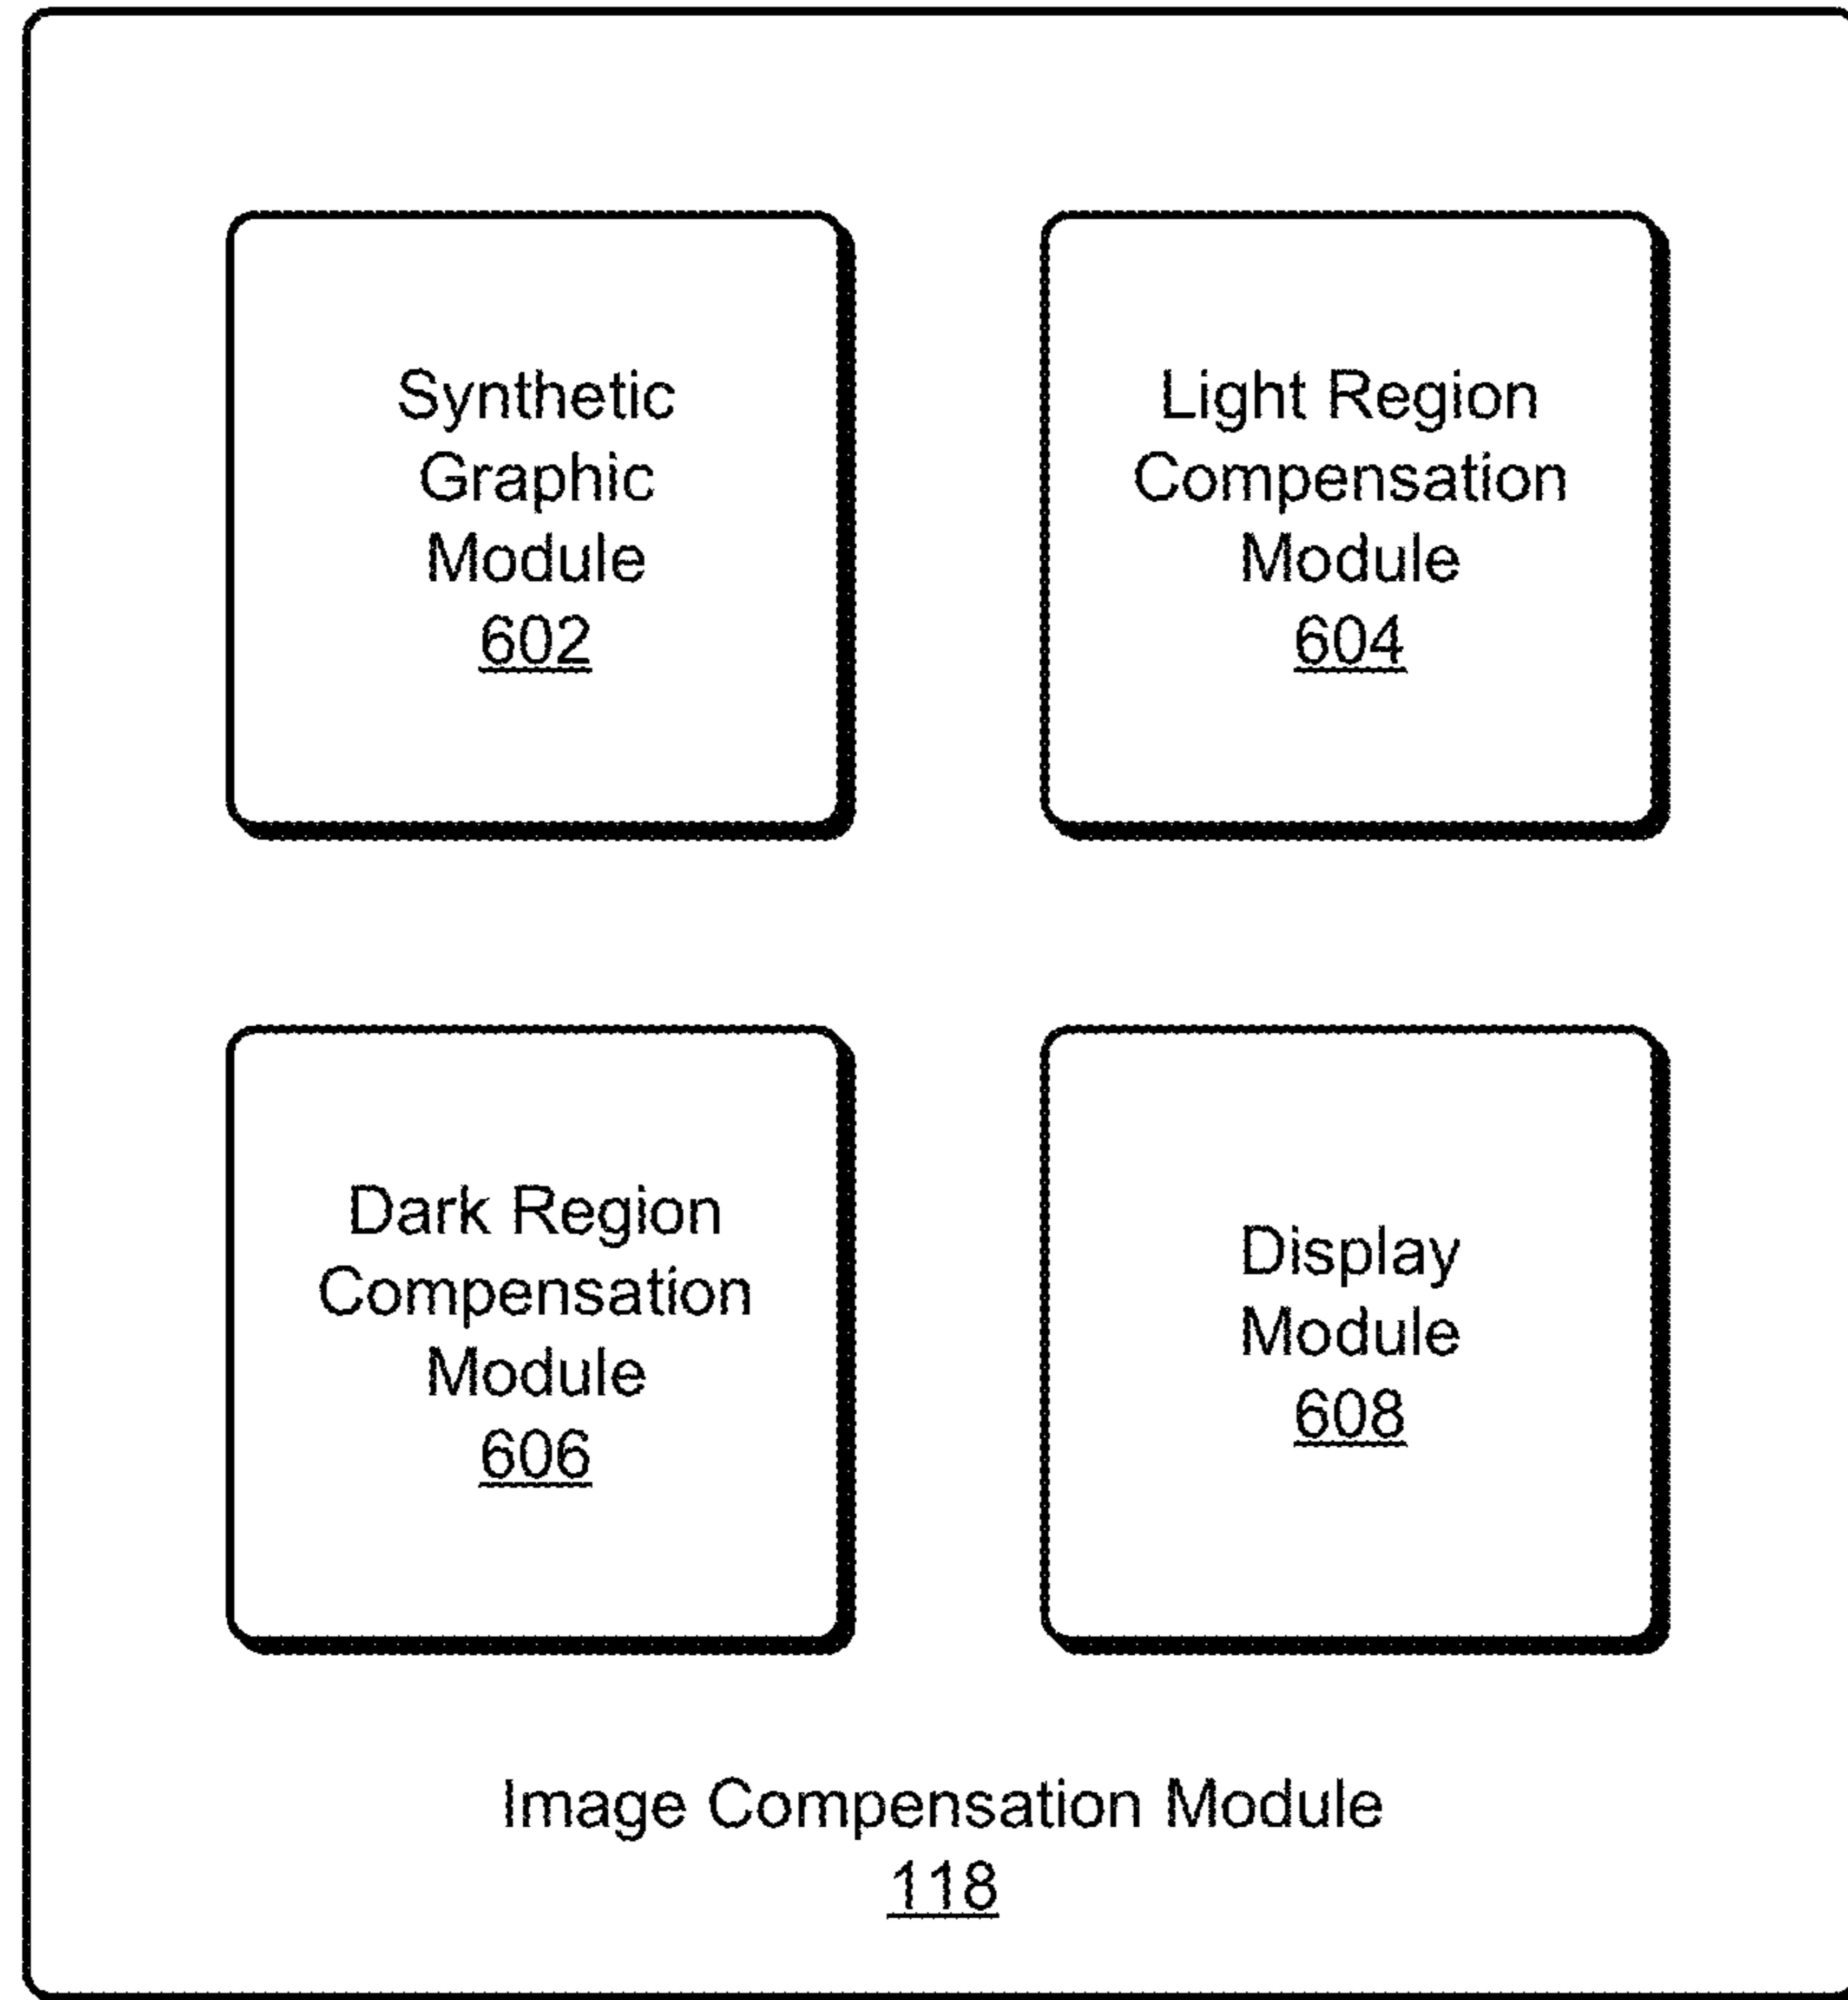 Synthetic
Graphic
Module
602
Light Region
Compensation
Module
604
Dark Region
Compensation
Module
606
Display
Module
608
Image Compensation Module
118